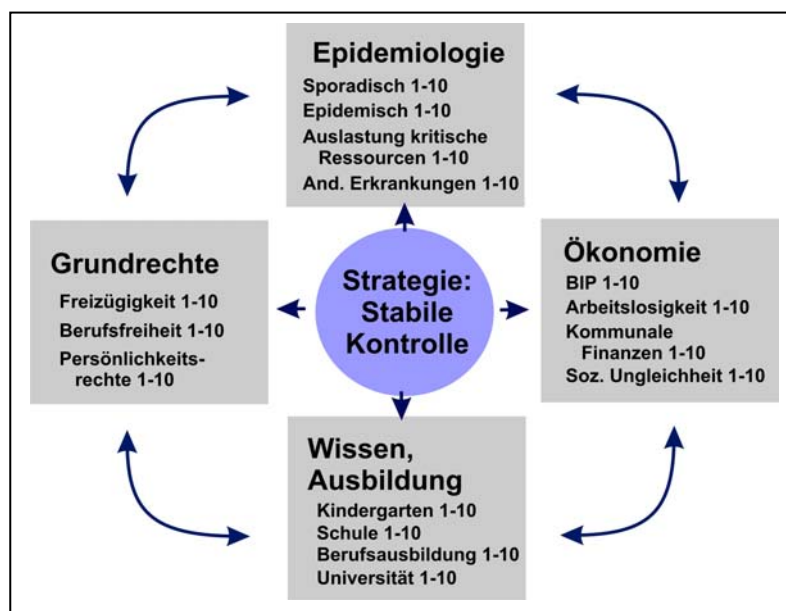 Epidemiologie
Sporadisch 1-10
Epidemisch 1-10
Auslastung kritische
Ressourcen 1-10
And. Erkrankungen 1-10
Grundrechte
Freizügigkeit 1-10
Berufsfreiheit 1-10
Persönlichkeits-
rechte 1-10
Strategie:
Stabile
Kontrolle
Ökonomie
BIP 1-10
Arbeitslosigkeit 1-10
Kommunale
Finanzen 1-10
Soz. Ungleichheit 1-10
Wissen,
Ausbildung
Kindergarten 1-10
Schule 1-10
Berufsausbildung 1-10
Universität 1-10